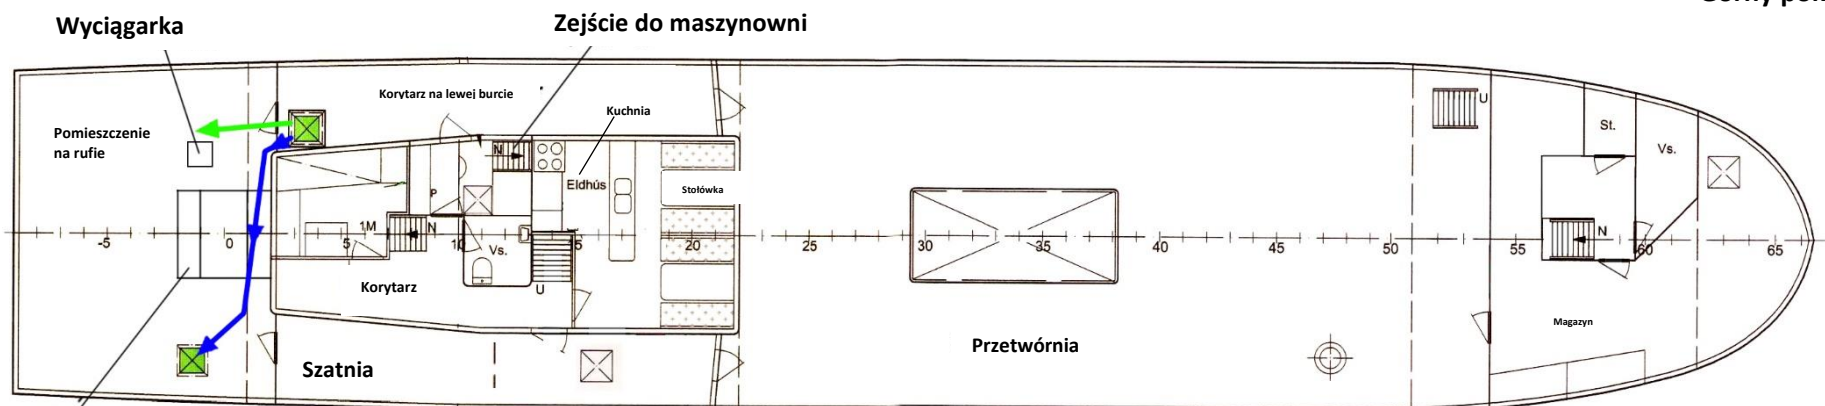 Wyciągarka
Zejście do maszynowni
Korytarz na lewej burcie
Kuchnia
Pomieszczenie
na rufie
Eldhús
Stołówka
St.
Vs.
U
N
P
1M
N
Vs.
U
N
-5
0
5
10
15
20
25
30
35
40
45
50
55
60
65
Korytarz
Szatnia
Przetwórnia
Magazyn